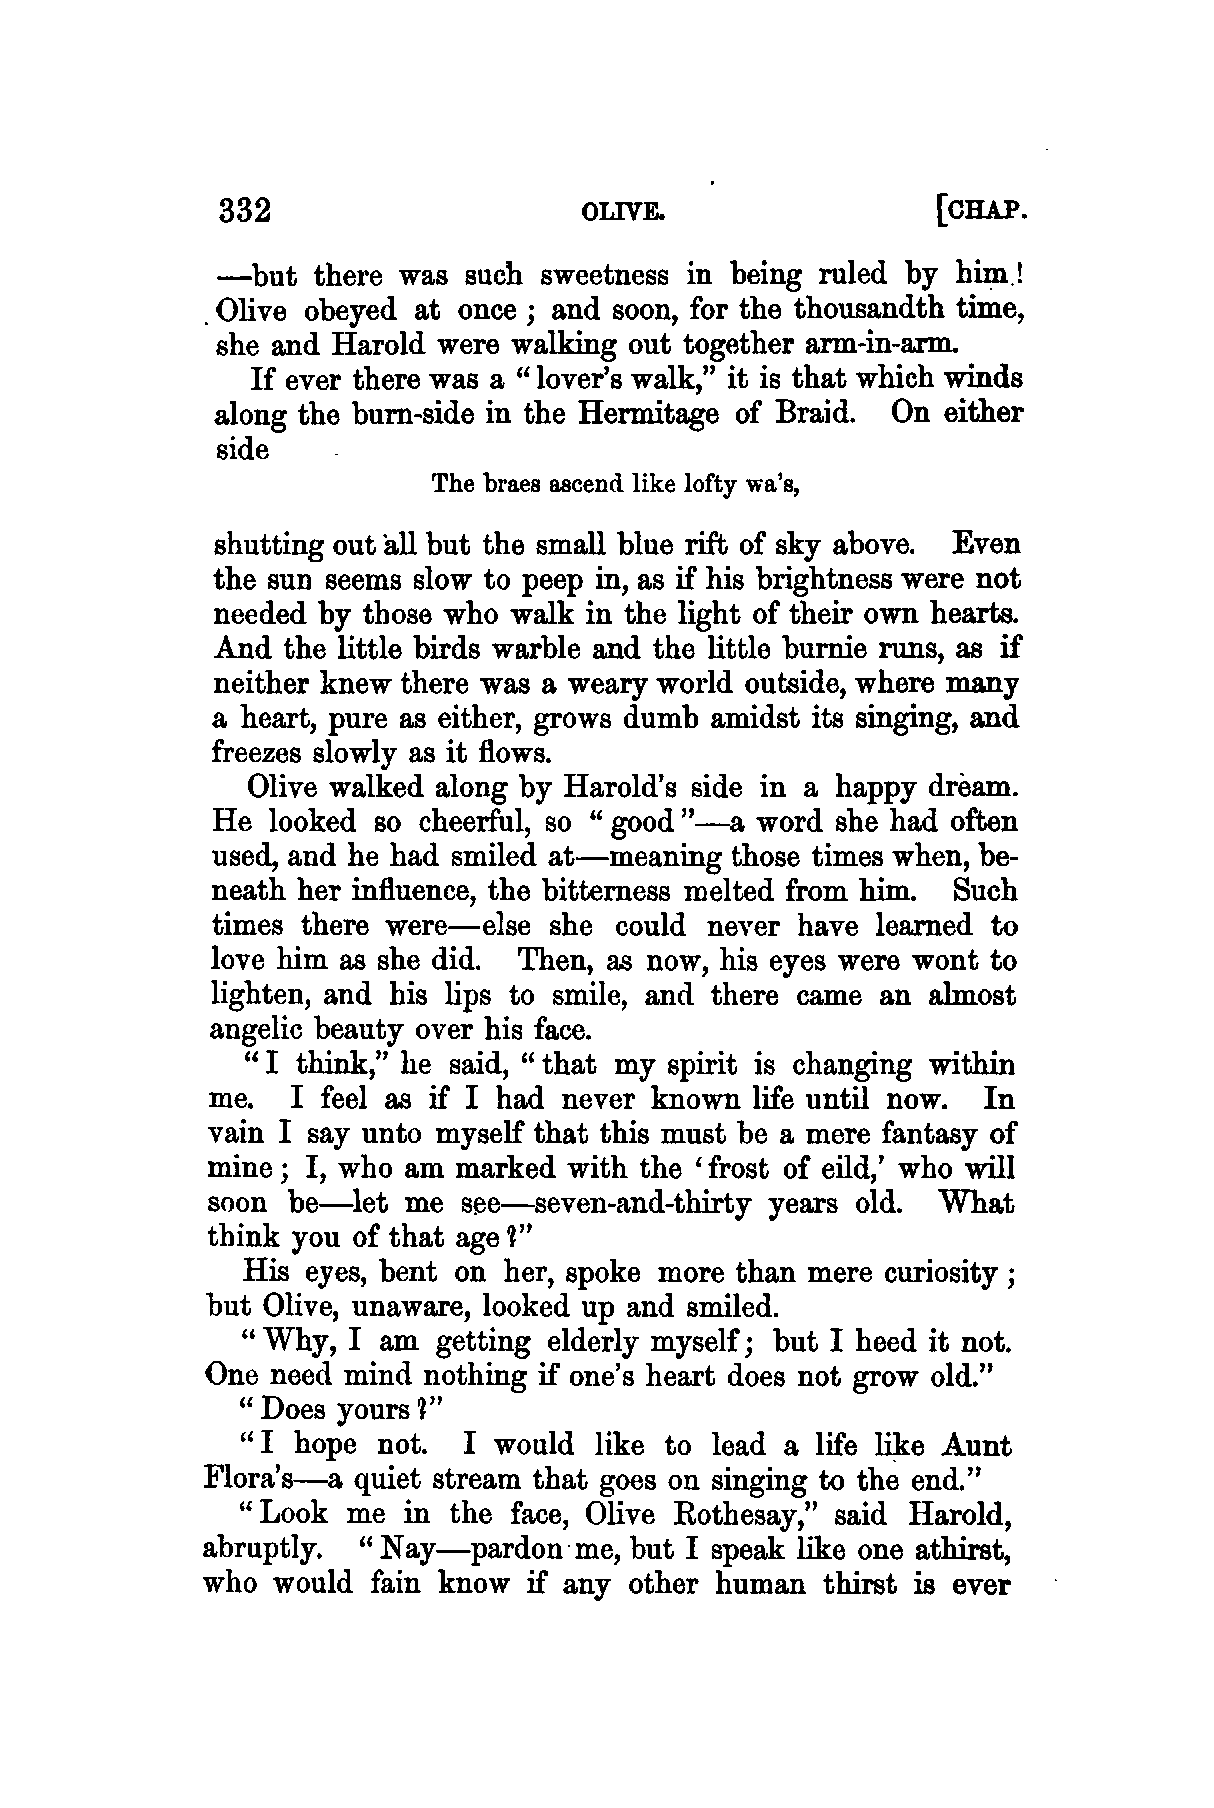 332 OLIVE. [CHAP.
—but there was such sweetness in being ruled by him!
Olive obeyed at once; and soon, for the thousandth time,
she and Harold were walking out together arm-in-arm.
If ever there was a “lover’s walk,” it is that which winds
along the burn-side in the Hermitage of Braid. On either
side
The braes ascend like lofty wa’s,
shutting out all but the small blue rift of sky above. Even
the sun seems slow to peep in, as if his brightness were not
needed by those who walk in the light of their own hearts.
And the little birds warble and the little burnie runs, as if
neither knew there was a weary world outside, where many
a heart, pure as either, grows dumb amidst its singing, and
freezes slowly as it flows.
Olive walked along by Harold’s side in a happy dream.
He looked so cheerful, so “good”—a word she had often
used, and he had smiled at—meaning those times when, be-
neath her influence, the bitterness melted from him. Such
times there were—else she could never have learned to
love him as she did. Then, as now, his eyes were wont to
lighten, and his lips to smile, and there came an almost
angelic beauty over his face.
“I think,” he said, “that my spirit is changing within
me. I feel as if I had never known life until now. In
vain I say unto myself that this must be a mere fantasy of
mine; I, who am marked with the ‘frost of eild,’ who will
soon be—let me see—seven-and-thirty years old. What
think you of that age?”
His eyes, bent on her, spoke more than mere curiosity;
but Olive, unaware, looked up and smiled.
“Why, I am getting elderly myself; but I heed it not.
One need mind nothing if one’s heart does not grow old.”
“Does yours?”
“I hope not. I would like to lead a life like Aunt
Flora’s—a quiet stream that goes on singing to the end.”
“Look me in the face, Olive Rothesay,” said Harold,
abruptly. “Nay—pardon me, but I speak like one athirst,
who would fain know if any other human thirst is ever